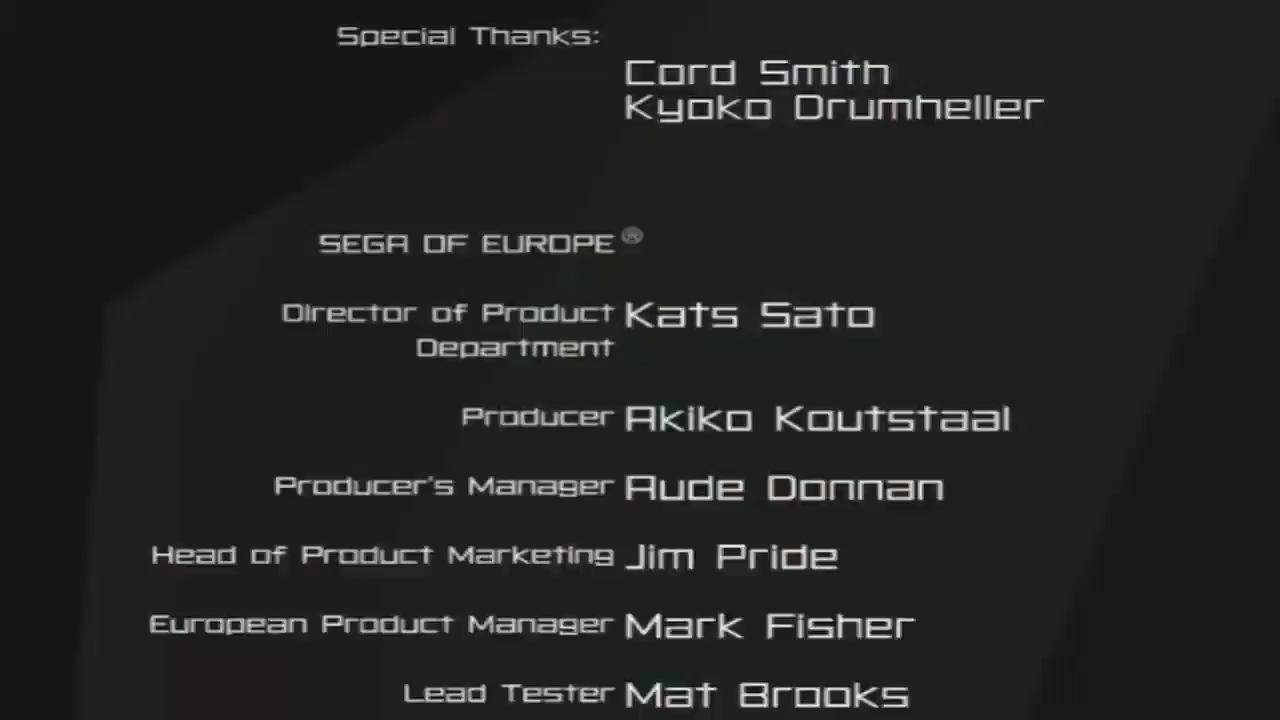 Special Thanks:
Cord Smith
Kyoko Drumheller
SEGA OF EUROPE®
Director of Product Kats Sato
Department
Producer Akiko Koutstaal
Producer's Manager Aude Donnan
Head of Product Marketing Jim Pride
European Product Manager Mark Fisher
Lead Tester Mat Brooks